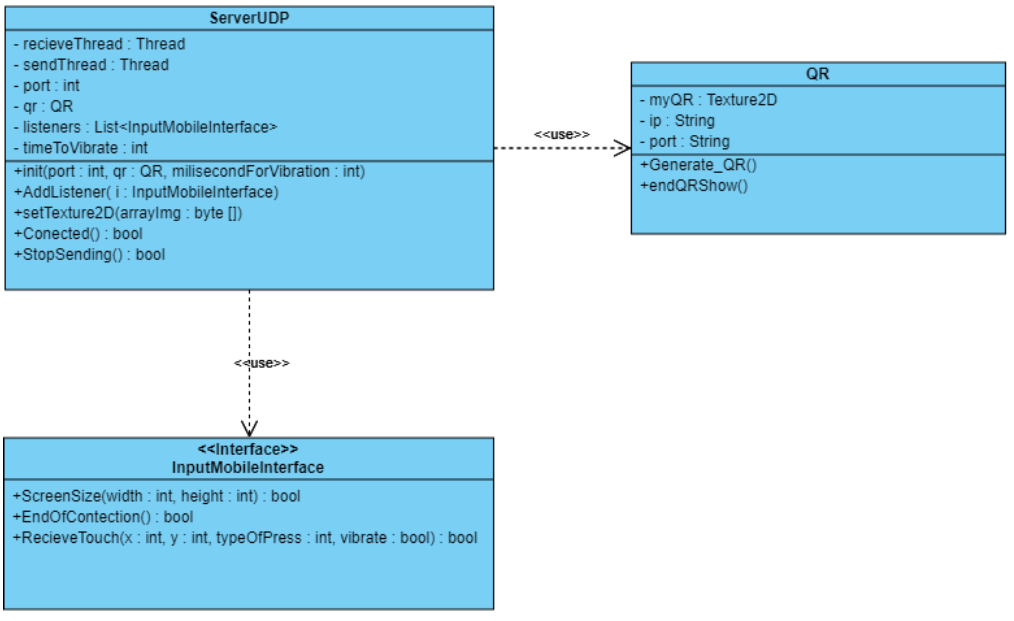 ServerUDP
- recieveThread : Thread
- sendThread : Thread
- port : int
- qr : QR
- listeners : List<InputMobileInterface>
- timeToVibrate : int
+init(port : int, qr : QR, milisecondForVibration : int)
+AddListener( i : InputMobileInterface)
+setTexture2D(arrayImg : byte [])
+Conected() : bool
+StopSending() : bool
<<use>>
QR
- myQR : Texture2D
- ip : String
- port : String
+Generate_QR()
+endQRShow()
<<use>>
<<Interface>>
InputMobileInterface
+ScreenSize(width : int, height : int) : bool
+EndOfContection() : bool
+RecieveTouch(x : int, y : int, typeOfPress : int, vibrate : bool) : bool